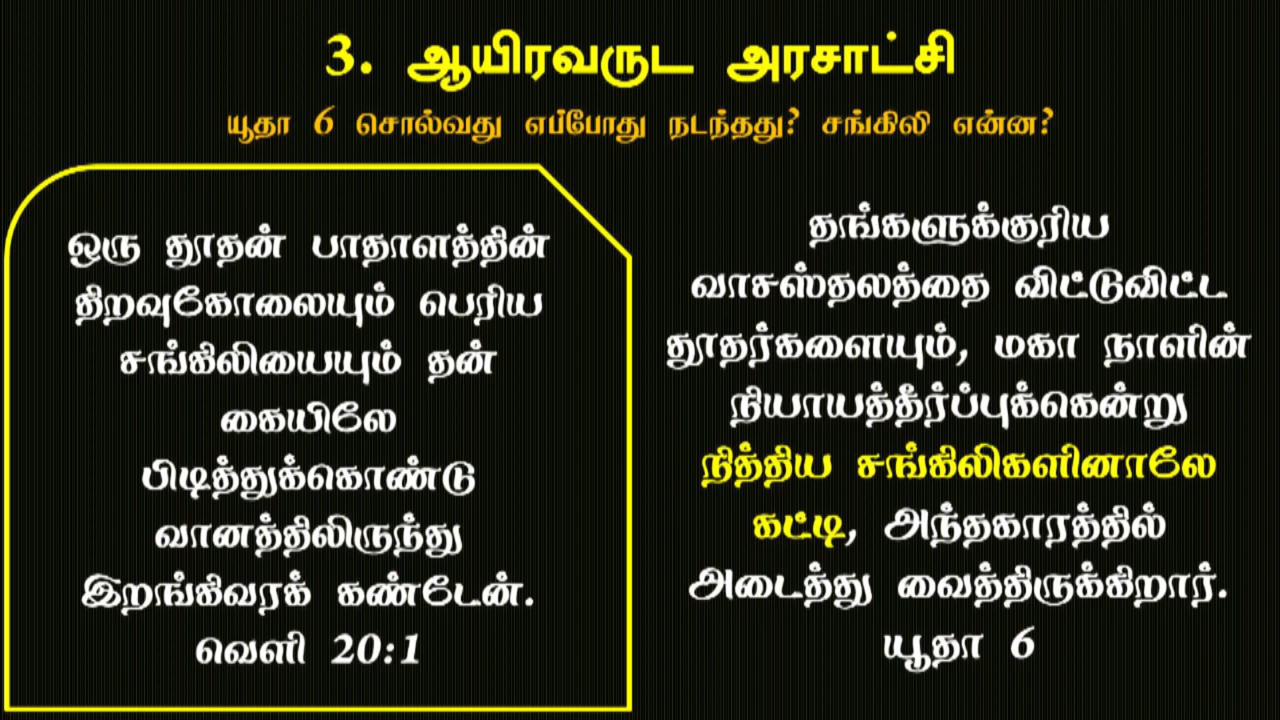 3. ஆயிரவருட அரசாட்சி
யூதா 6 சொல்வது எப்போது நடந்தது? சங்கிலி என்ன?
ஒரு தூதன் பாதாளத்தின்
திறவுகோலையும் பெரிய
சங்கிலியையும் தன்
கையிலே
பிடித்துக்கொண்டு
வானத்திலிருந்து
இறங்கிவரக் கண்டேன்.
வெளி 20:1
தங்களுக்குரிய
வாசஸ்தலத்தை விட்டுவிட்ட
தூதர்களையும், மகா நாளின்
நியாயத்தீர்ப்புக்கென்று
நித்திய சங்கிலிகளினாலே
கட்டி, அந்தகாரத்தில்
அடைத்து வைத்திருக்கிறார்.
யூதா 6